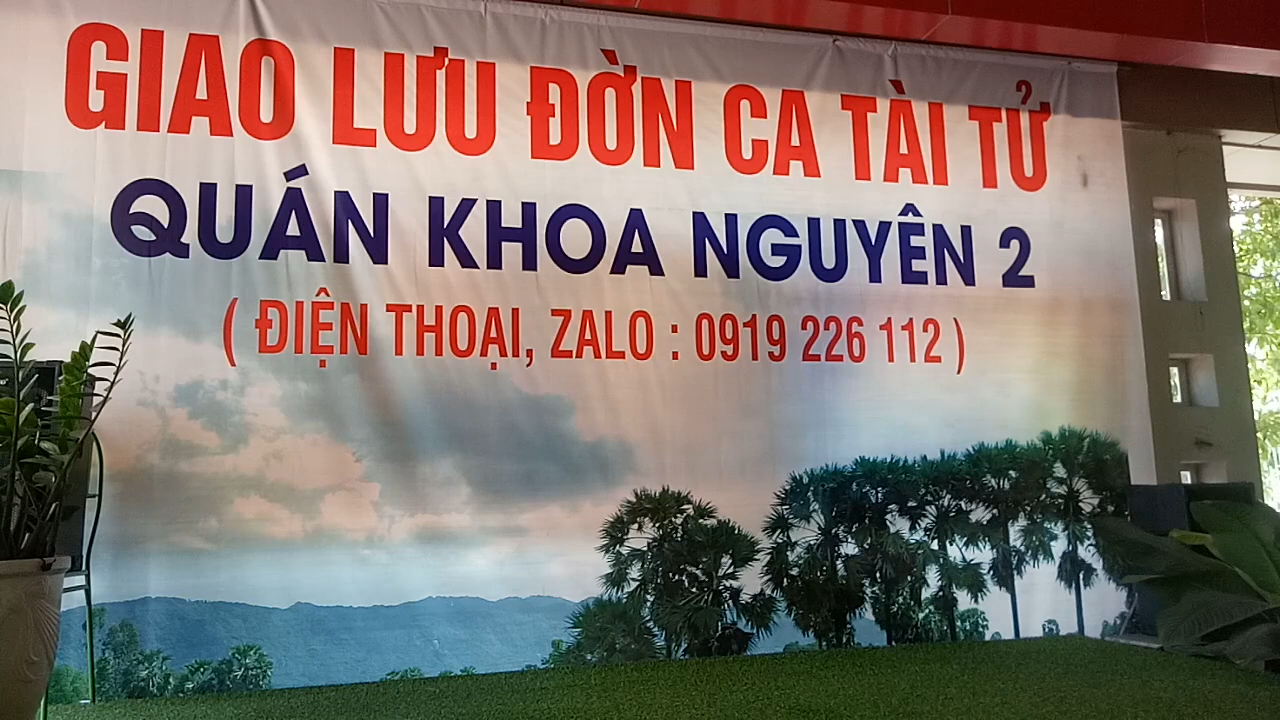 GIAO LƯU ĐỜN CA TÀI TỬ
QUÁN KHOA NGUYÊN 2
( ĐIỆN THOẠI, ZALO : 0919 226 112 )